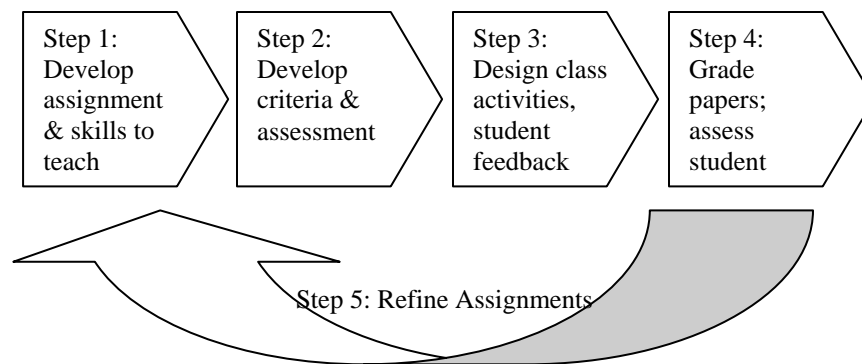 Step 1:
Develop
assignment
& skills to
teach
Step 2:
Develop
criteria &
assessment
Step 3:
Design class
activities,
student
feedback
Step 4:
Grade
papers;
assess
student
Step 5: Refine Assignments